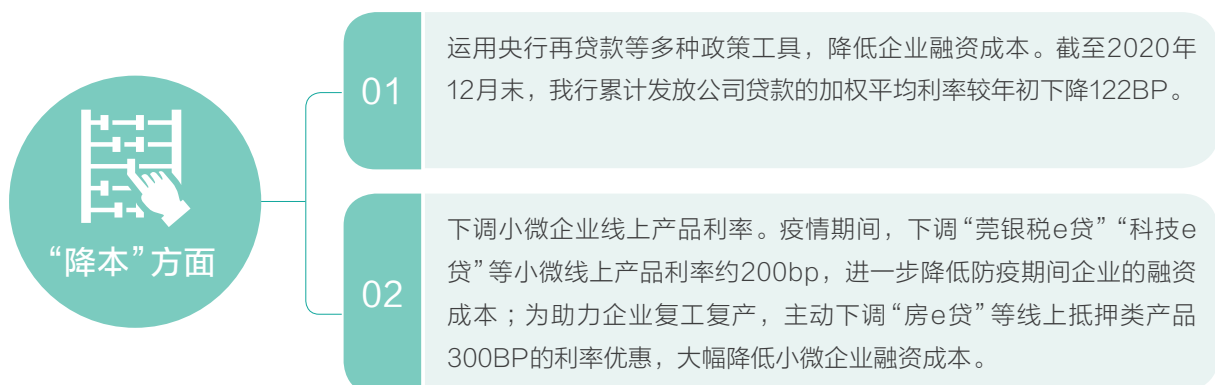 “降本”方面
01
运用央行再贷款等多种政策工具，降低企业融资成本。截至2020年
12月末，我行累计发放公司贷款的加权平均利率较年初下降122BP。
02
下调小微企业线上产品利率。疫情期间，下调“莞银税e贷”“科技e
贷”等小微线上产品利率约200bp，进一步降低防疫期间企业的融资
成本；为助力企业复工复产，主动下调“房e贷”等线上抵押类产品
300BP的利率优惠，大幅降低小微企业融资成本。